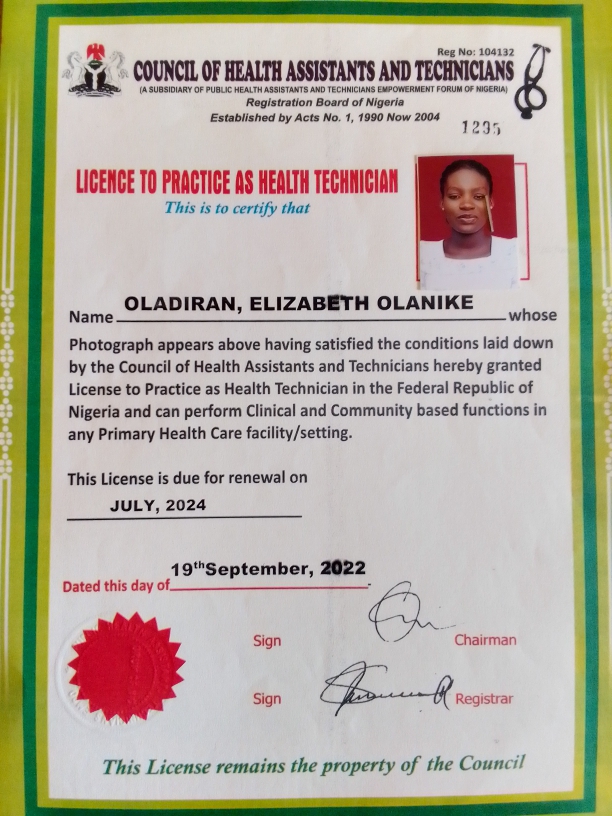 Reg No: 104132
COUNCIL OF HEALTH ASSISTANTS AND TECHNICIANS
(A SUBSIDIARY OF PUBLIC HEALTH ASSISTANTS AND TECHNICIANS EMPOWERMENT FORUM OF NIGERIA)
Registration Board of Nigeria
Established by Acts No. 1, 1990 Now 2004
1295
LICENCE TO PRACTICE AS HEALTH TECHNICIAN
This is to certify that
Name OLADIRAN, ELIZABETH OLANIKE whose
Photograph appears above having satisfied the conditions laid down
by the Council of Health Assistants and Technicians hereby granted
License to Practice as Health Technician in the Federal Republic of
Nigeria and can perform Clinical and Community based functions in
any Primary Health Care facility/setting.
This License is due for renewal on
JULY, 2024
Dated this day of 19thSeptember, 2022
Sign Chairman
Sign Registrar
This License remains the property of the Council